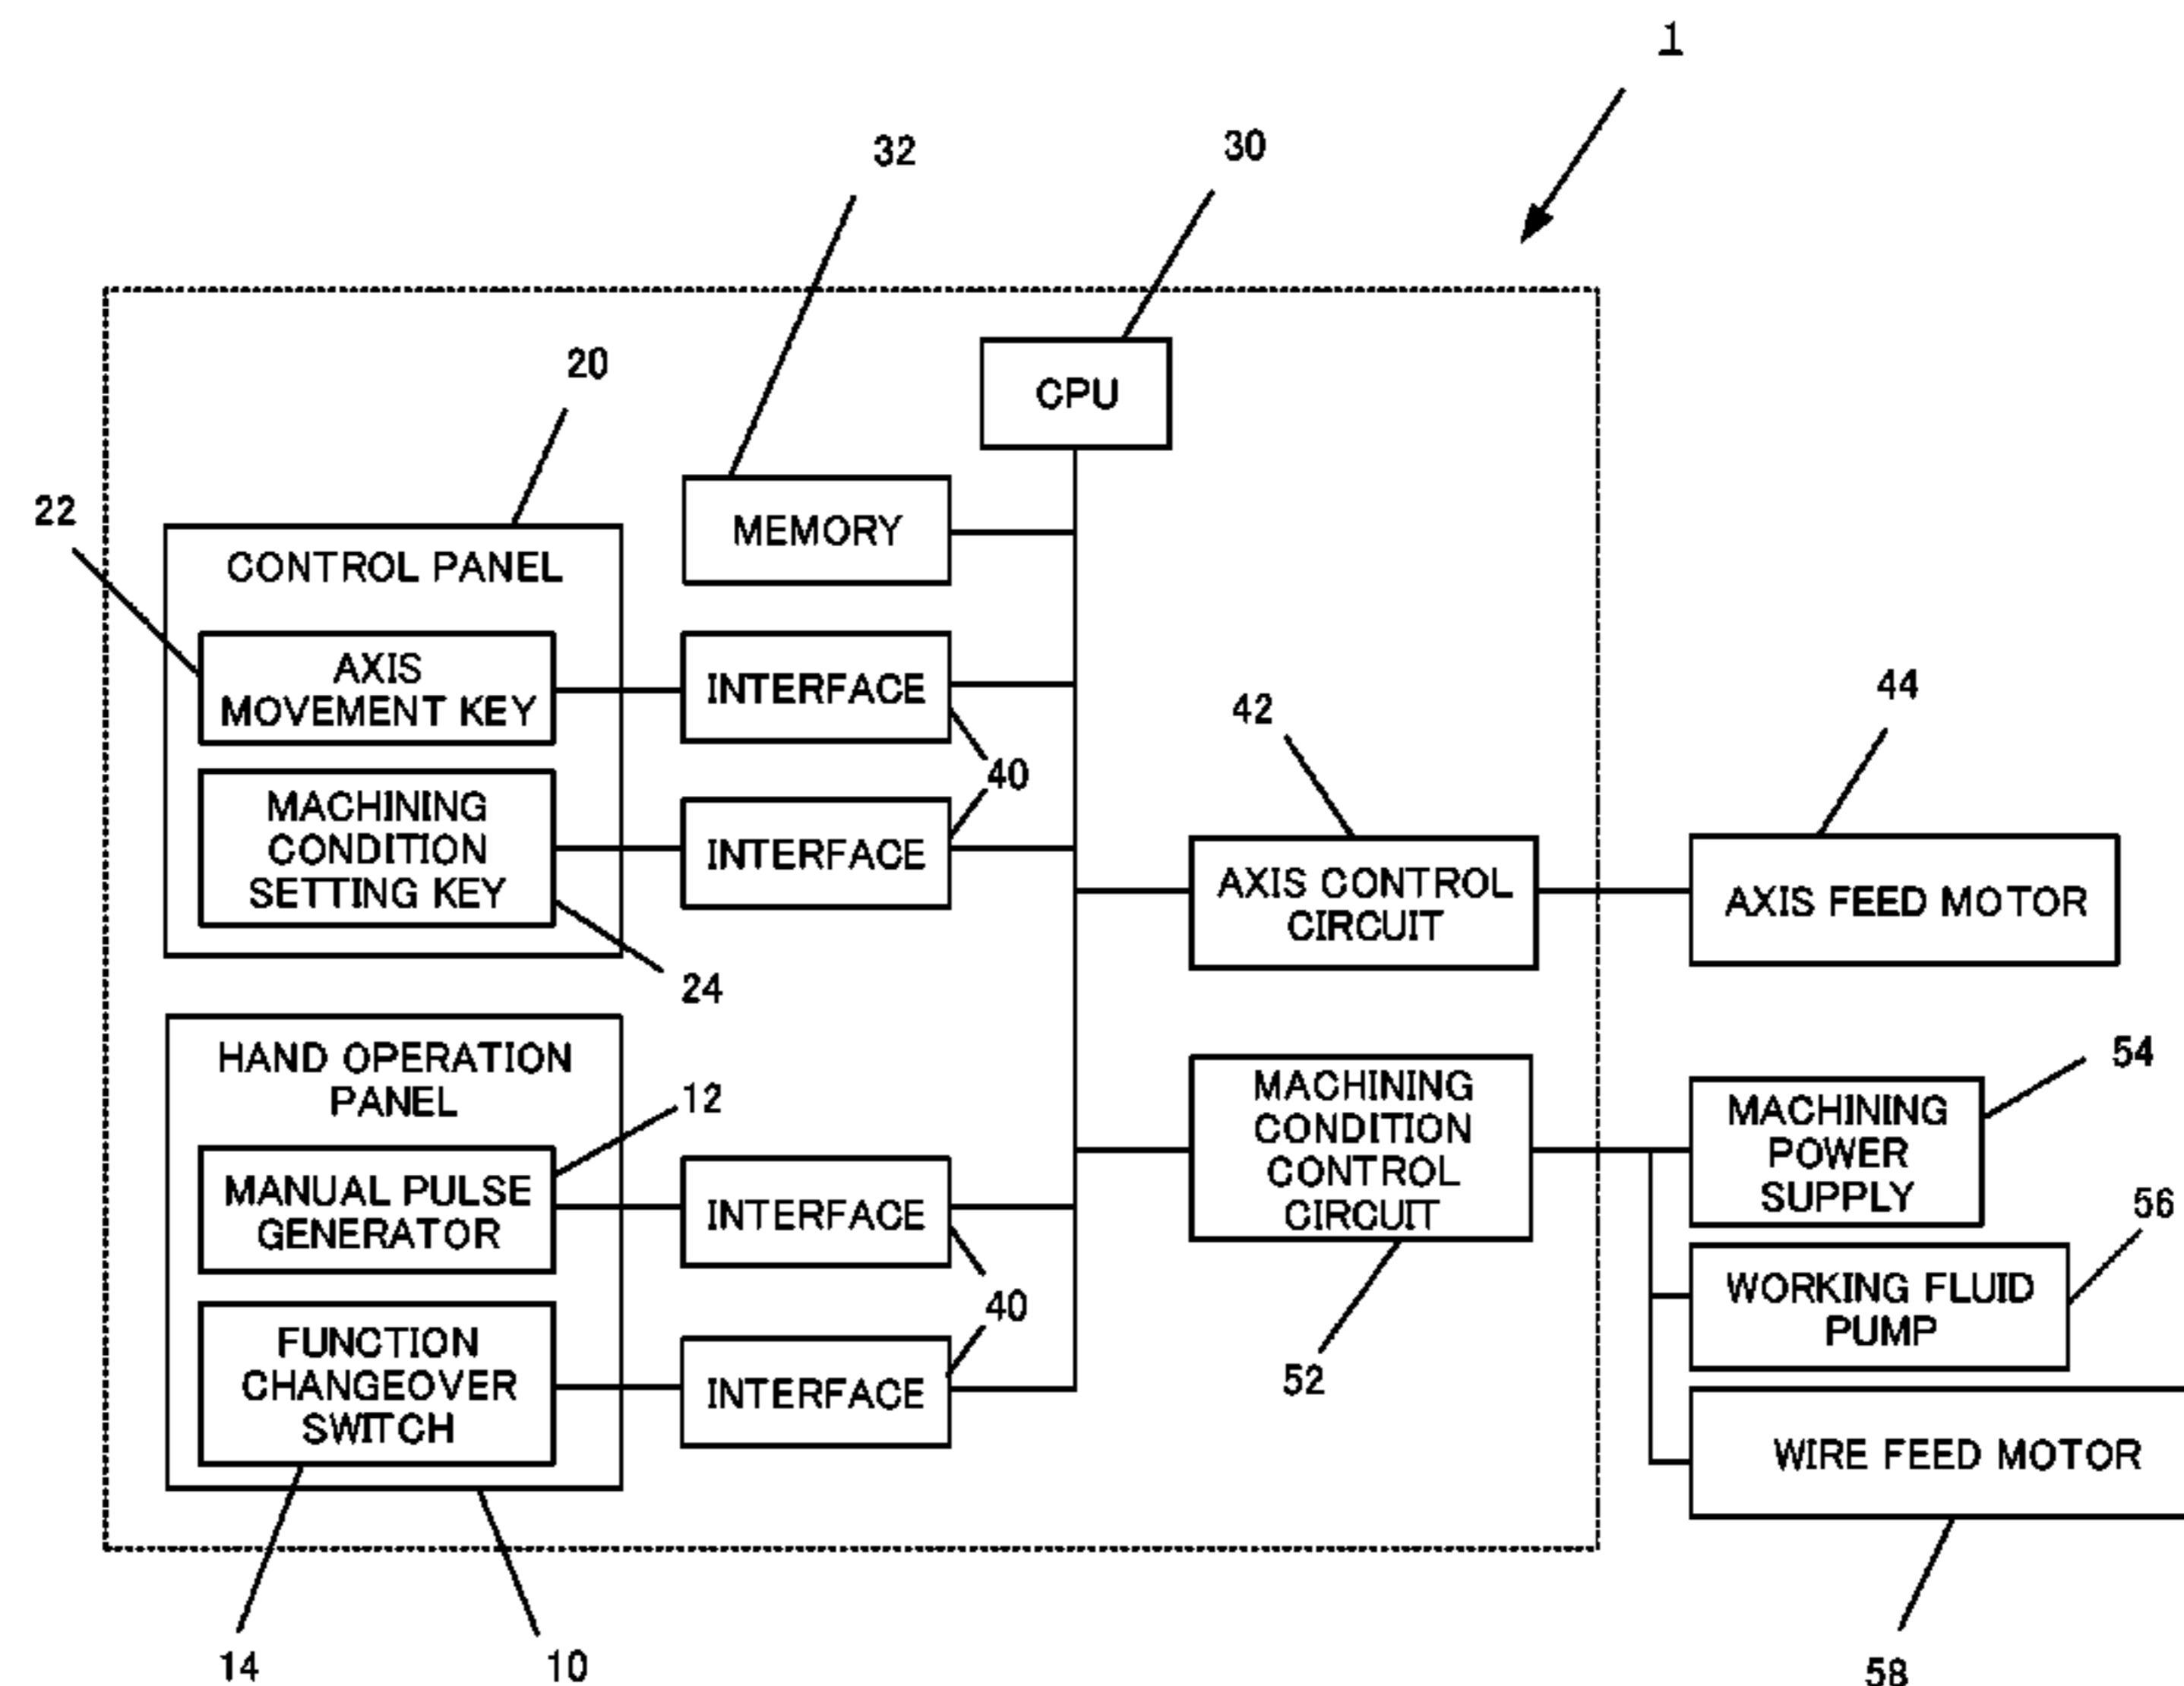 1
32
30
20
CPU
22
MEMORY
CONTROL PANEL
AXIS
MOVEMENT KEY
INTERFACE
40
42
44
MACHINING
CONDITION
SETTING KEY
INTERFACE
24
AXIS CONTROL
CIRCUIT
AXIS FEED MOTOR
HAND OPERATION
PANEL
12
MANUAL PULSE
GENERATOR
INTERFACE
40
MACHINING
CONDITION
CONTROL
CIRCUIT
52
54
MACHINING
POWER
SUPPLY
56
WORKING FLUID
PUMP
FUNCTION
CHANGEOVER
SWITCH
INTERFACE
WIRE FEED MOTOR
14
10
58